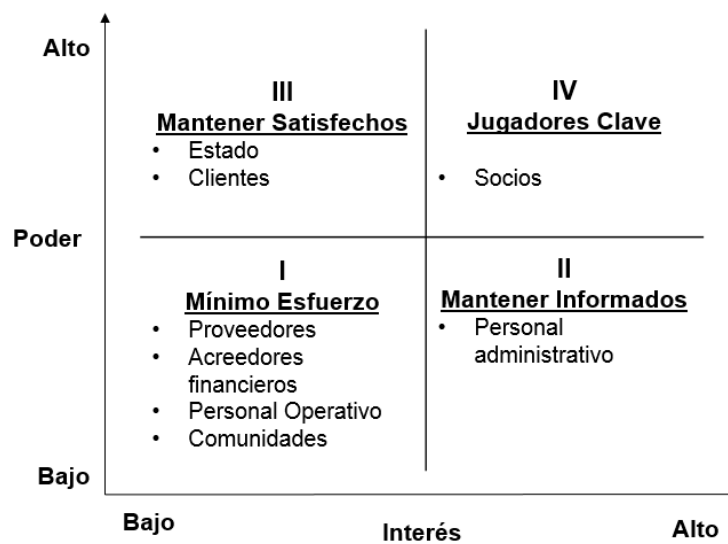 Alto
III
Mantener Satisfechos
• Estado
• Clientes
IV
Jugadores Clave
• Socios
Poder
I
Mínimo Esfuerzo
• Proveedores
• Acreedores
financieros
• Personal Operativo
• Comunidades
II
Mantener Informados
• Personal
administrativo
Bajo
Bajo
Interés
Alto